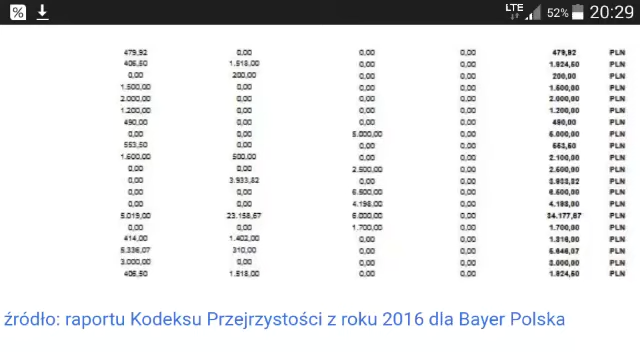 LTE 52% 20:29
479,92 0,00 0,00 0,00 479,92 PLN
406,50 1.518,00 0,00 0,00 1.924,50 PLN
0,00 200,00 0,00 0,00 200,00 PLN
1.500,00 0,00 0,00 0,00 1.500,00 PLN
2.000,00 0,00 0,00 0,00 2.000,00 PLN
1.200,00 0,00 0,00 0,00 1.200,00 PLN
490,00 0,00 0,00 0,00 490,00 PLN
0,00 0,00 5.000,00 0,00 5.000,00 PLN
553,50 0,00 0,00 0,00 553,50 PLN
1.600,00 500,00 0,00 0,00 2.100,00 PLN
0,00 0,00 2.500,00 0,00 2.500,00 PLN
0,00 3.933,82 0,00 0,00 3.933,82 PLN
0,00 0,00 6.500,00 0,00 6.500,00 PLN
0,00 0,00 4.198,00 0,00 4.198,00 PLN
5.019,00 23.158,67 6.000,00 0,00 34.177,67 PLN
0,00 0,00 1.700,00 0,00 1.700,00 PLN
414,00 1.402,00 0,00 0,00 1.816,00 PLN
5.336,07 310,00 0,00 0,00 5.646,07 PLN
3.000,00 0,00 0,00 0,00 3.000,00 PLN
406,50 1.518,00 0,00 0,00 1.924,50 PLN
źródło: raportu Kodeksu Przejrzystości z roku 2016 dla Bayer Polska